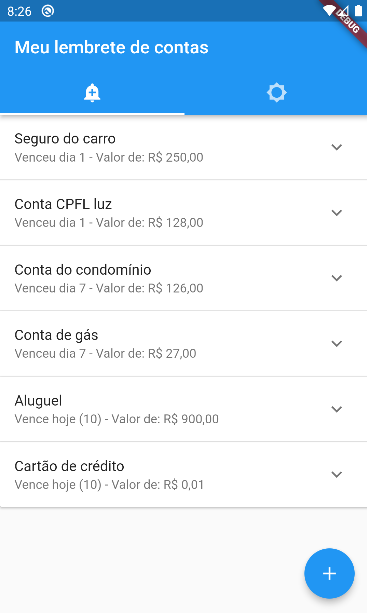 8:26
DEBUG
Meu lembrete de contas
Seguro do carro
Venceu dia 1 - Valor de: R$ 250,00
Conta CPFL luz
Venceu dia 1 - Valor de: R$ 128,00
Conta do condomínio
Venceu dia 7 - Valor de: R$ 126,00
Conta de gás
Venceu dia 7 - Valor de: R$ 27,00
Aluguel
Vence hoje (10) - Valor de: R$ 900,00
Cartão de crédito
Vence hoje (10) - Valor de: R$ 0,01